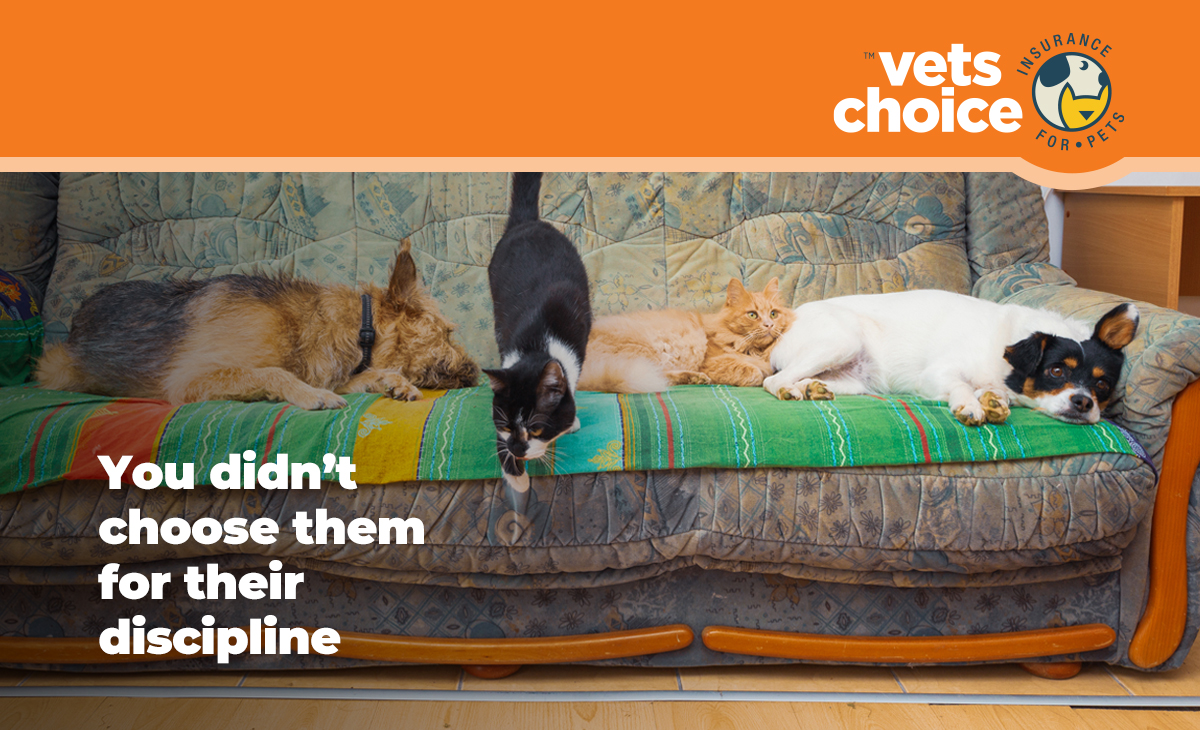 ™vets
choice
INSURANCE
FOR • PETS
You didn’t
choose them
for their
discipline